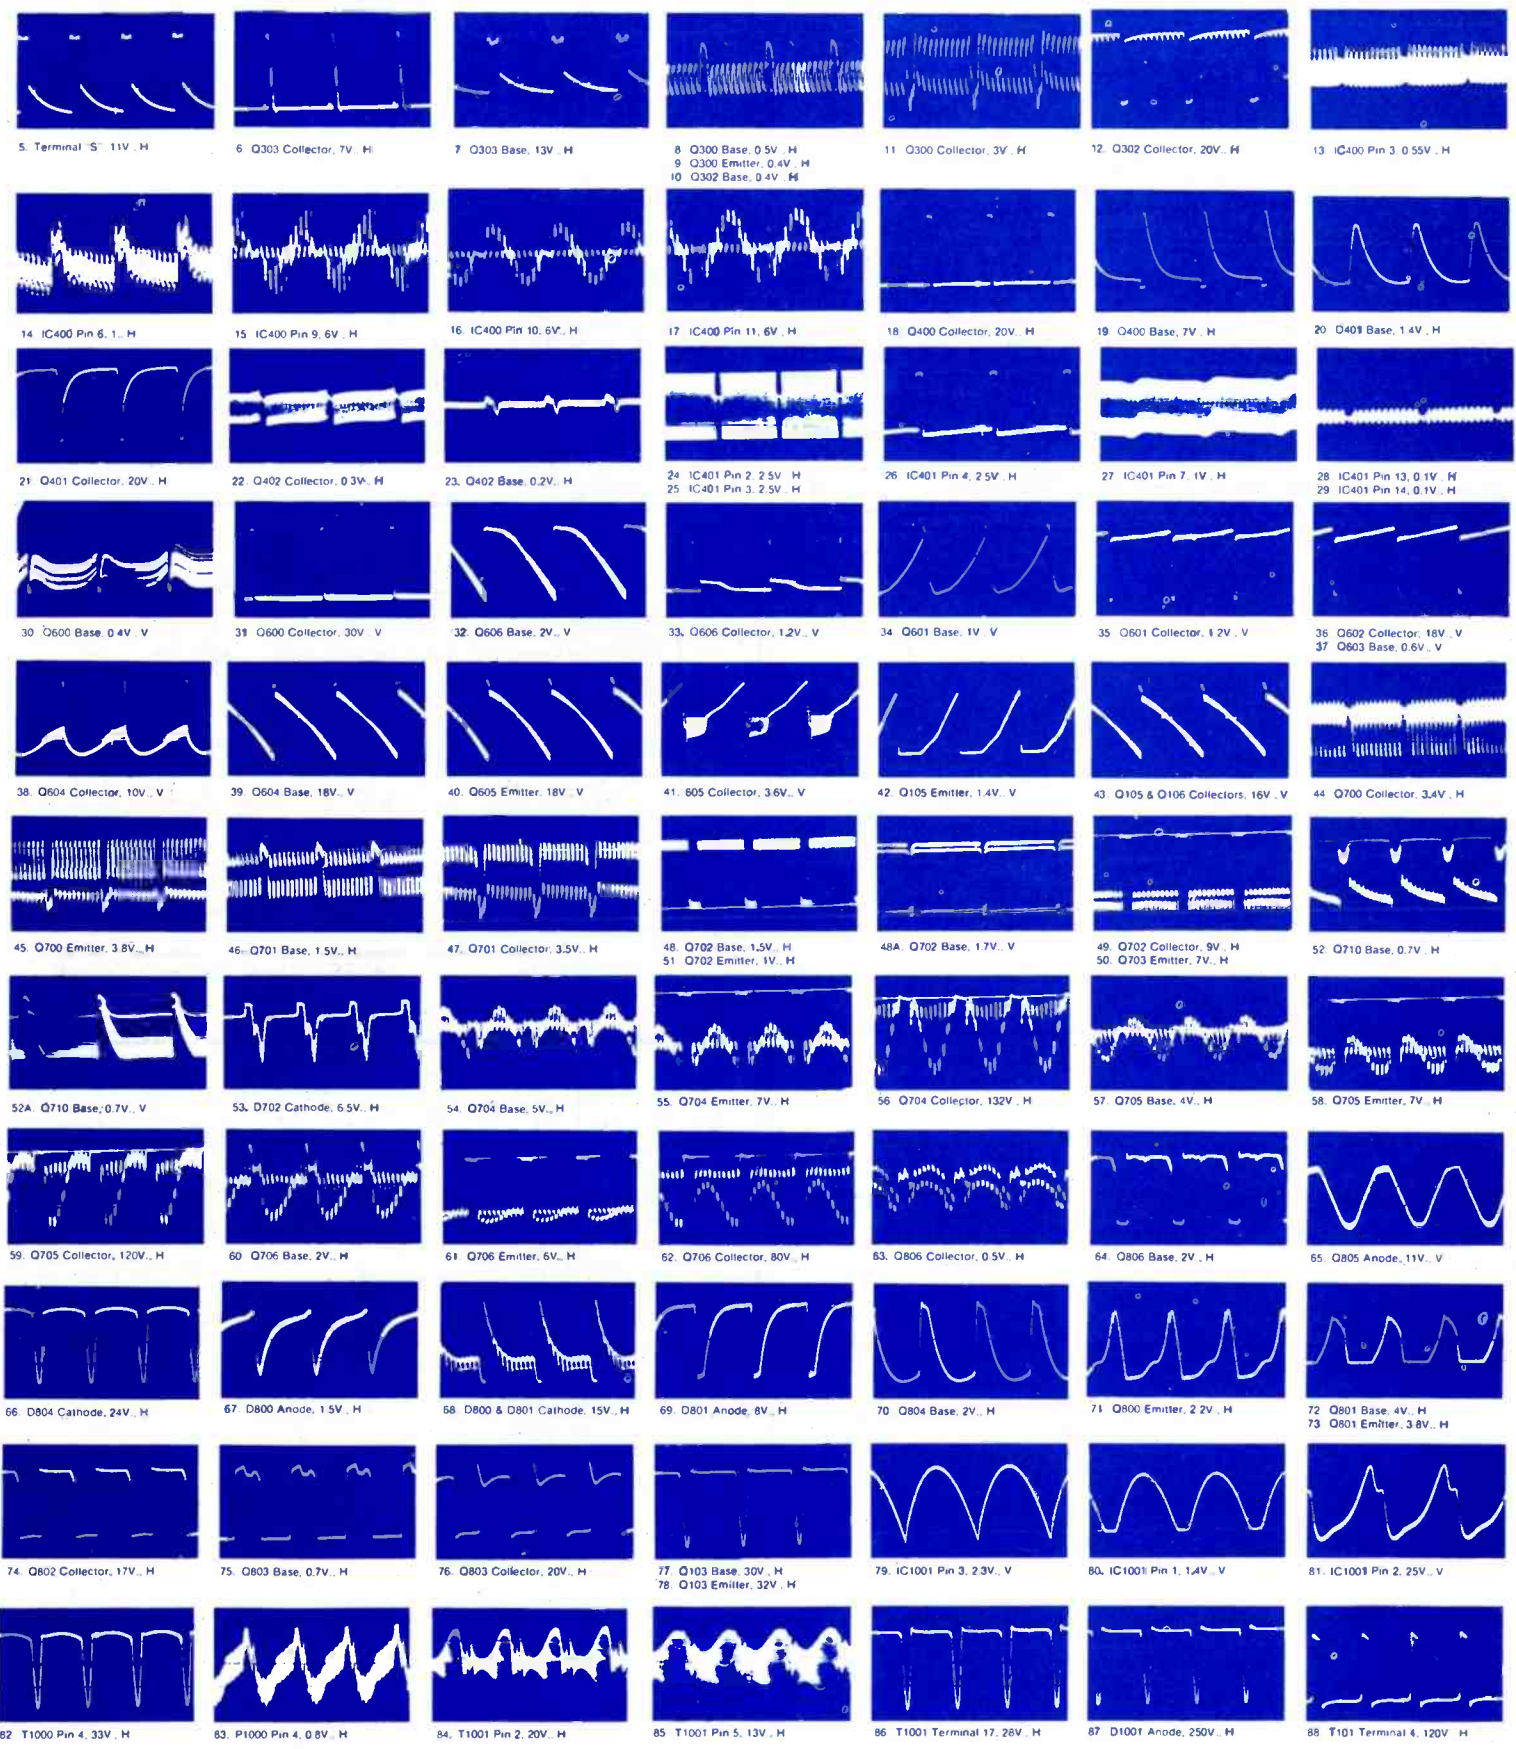 5. Terminal "S", 11V., H
6 Q303 Collector, 7V., H
7 Q303 Base, 13V., H
8 Q300 Base, 0.5V., H
9 Q300 Emitter, 0.4V., H
10 Q302 Base, 0.4V., H
11 Q300 Collector, 3V., H
12. Q302 Collector, 20V., H
13 IC400 Pin 3, 0.55V., H
14 IC400 Pin 6, 1., H
15 IC400 Pin 9, 6V., H
16. IC400 Pin 10, 6V., H
17 IC400 Pin 11, 6V., H
18 Q400 Collector, 20V., H
19 Q400 Base, 7V., H
20 Q401 Base, 1.4V., H
21 Q401 Collector, 20V., H
22. Q402 Collector, 0.3V., H
23. Q402 Base, 0.2V., H
24 IC401 Pin 2, 2.5V H
25 IC401 Pin 3, 2.5V., H
26 IC401 Pin 4, 2.5V., H
27 IC401 Pin 7, 1V., H
28 IC401 Pin 13, 0.1V., H
29 IC401 Pin 14, 0.1V., H
30 Q600 Base, 0.4V., V
31 Q600 Collector, 30V., V
32. Q606 Base, 2V., V
33. Q606 Collector, 1.2V., V
34 Q601 Base, 1V., V
35 Q601 Collector, 1.2V., V
36 Q602 Collector, 18V., V
37 Q603 Base, 0.6V., V
38. Q604 Collector, 10V., V
39. Q604 Base, 18V., V
40. Q605 Emitter, 18V., V
41. 605 Collector, 3.6V., V
42. Q105 Emitter, 1.4V., V
43. Q105 & Q106 Collectors, 16V., V
44 Q700 Collector, 3.4V., H
45. Q700 Emitter, 3.8V., H
46. Q701 Base, 1.5V., H
47. Q701 Collector, 3.5V., H
48. Q702 Base, 1.5V., H
51 Q702 Emitter, 1V., H
48A. Q702 Base, 1.7V., V
49. Q702 Collector, 9V., H
50. Q703 Emitter, 7V., H
52. Q710 Base, 0.7V., H
52A. Q710 Base, 0.7V., V
53. D702 Cathode, 6.5V., H
54. Q704 Base, 5V., H
55. Q704 Emitter, 7V., H
56 Q704 Collector, 132V., H
57. Q705 Base, 4V., H
58. Q705 Emitter, 7V., H
59. Q705 Collector, 120V., H
60 Q706 Base, 2V., H
61 Q706 Emitter, 6V., H
62. Q706 Collector, 80V., H
63. Q806 Collector, 0.5V., H
64. Q806 Base, 2V., H
65. Q805 Anode, 11V., V
66. D804 Cathode, 24V., H
67. D800 Anode, 1.5V., H
68 D800 & D801 Cathode, 15V., H
69. D801 Anode, 8V., H
70 Q804 Base, 2V., H
71 Q800 Emitter, 2.2V., H
72 Q801 Base, 4V., H
73 Q801 Emitter, 3.8V., H
74. Q802 Collector, 17V., H
75. Q803 Base, 0.7V., H
76. Q803 Collector, 20V., H
77. Q103 Base, 30V., H
78. Q103 Emitter, 32V., H
79. IC1001 Pin 3, 2.3V., V
80. IC1001 Pin 1, 1.4V., V
81. IC1001 Pin 2, 25V., V
82 T1000 Pin 4, 33V., H
83. P1000 Pin 4, 0.8V., H
84. T1001 Pin 2, 20V., H
85 T1001 Pin 5, 13V., H
86 T1001 Terminal 17, 28V., H
87 D1001 Anode, 250V., H
88 T101 Terminal 4, 120V H